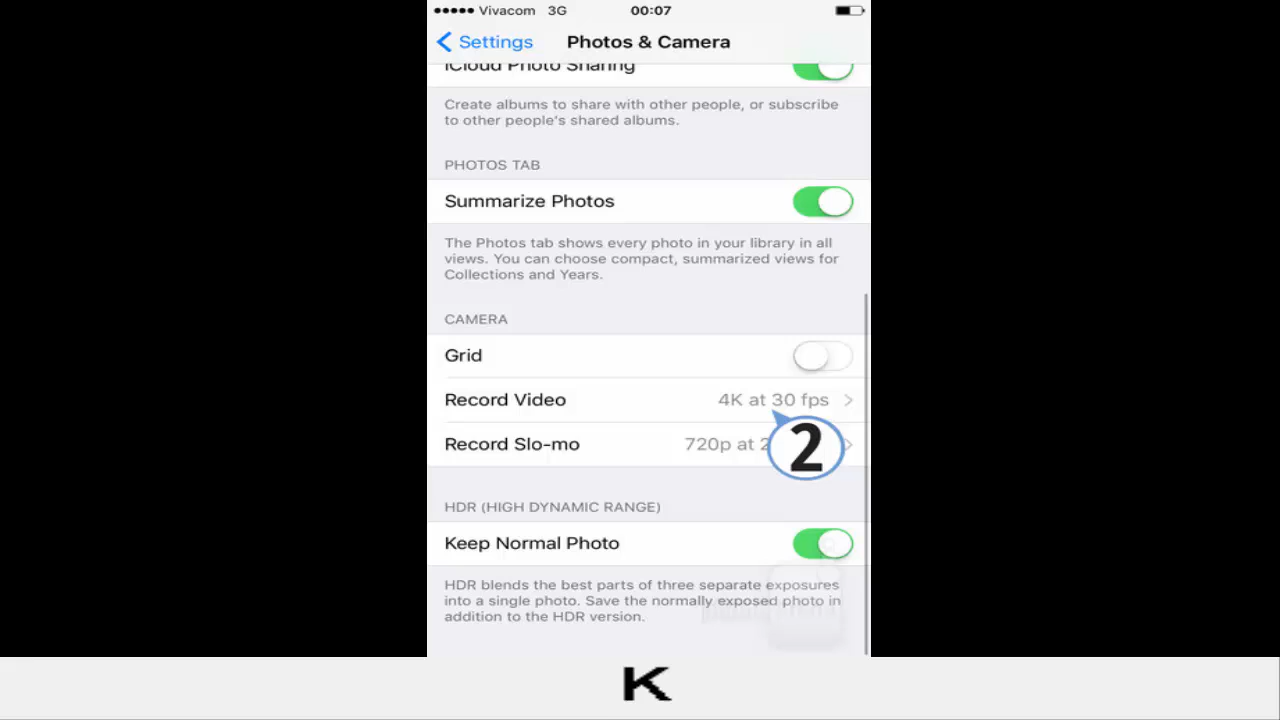 Vivacom 3G 00:07
Settings Photos & Camera
iCloud Photo Sharing
Create albums to share with other people, or subscribe
to other people's shared albums.
PHOTOS TAB
Summarize Photos
The Photos tab shows every photo in your library in all
views. You can choose compact, summarized views for
Collections and Years.
CAMERA
Grid
Record Video 4K at 30 fps
Record Slo-mo 720p at
2
HDR (HIGH DYNAMIC RANGE)
Keep Normal Photo
HDR blends the best parts of three separate exposures
into a single photo. Save the normally exposed photo in
addition to the HDR version.
K